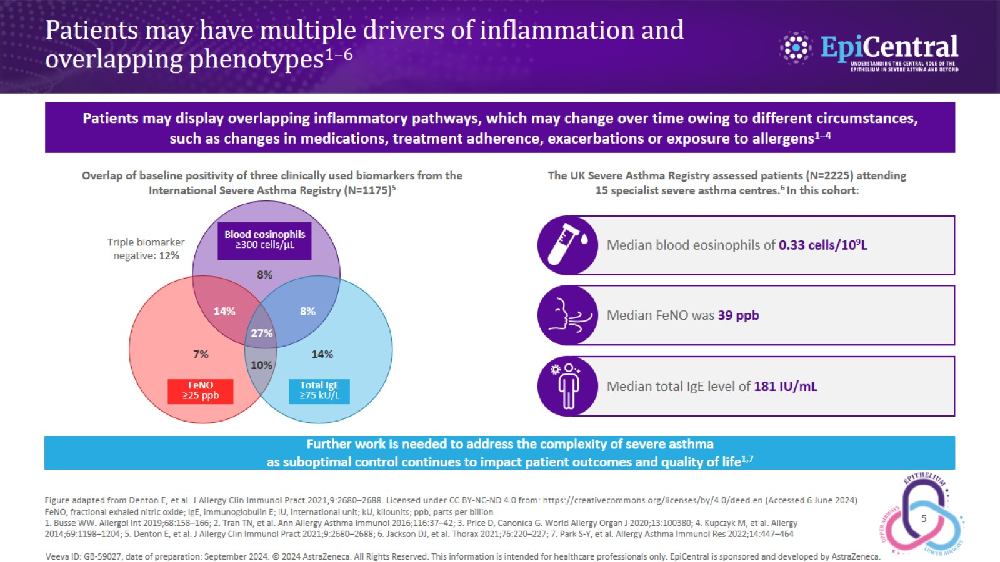 Patients may have multiple drivers of inflammation and
overlapping phenotypes¹⁻⁶
EpiCentral
UNDERSTANDING THE CENTRAL ROLE OF THE
EPITHELIUM IN SEVERE ASTHMA AND BEYOND
Patients may display overlapping inflammatory pathways, which may change over time owing to different circumstances,
such as changes in medications, treatment adherence, exacerbations or exposure to allergens¹⁻⁴
Overlap of baseline positivity of three clinically used biomarkers from the
International Severe Asthma Registry (N=1175)⁵
Triple biomarker
negative: 12%
Blood eosinophils
≥300 cells/µL
8%
14%
8%
27%
7%
10%
14%
FeNO
≥25 ppb
Total IgE
≥75 kU/L
The UK Severe Asthma Registry assessed patients (N=2225) attending
15 specialist severe asthma centres.⁶ In this cohort:
Median blood eosinophils of 0.33 cells/10⁹L
Median FeNO was 39 ppb
Median total IgE level of 181 IU/mL
Further work is needed to address the complexity of severe asthma
as suboptimal control continues to impact patient outcomes and quality of life¹,⁷
Figure adapted from Denton E, et al. J Allergy Clin Immunol Pract 2021;9:2680–2688. Licensed under CC BY-NC-ND 4.0 from: https://creativecommons.org/licenses/by/4.0/deed.en (Accessed 6 June 2024)
FeNO, fractional exhaled nitric oxide; IgE, immunoglobulin E; IU, international unit; kU, kilounits; ppb, parts per billion
1. Busse WW. Allergol Int 2019;68:158–166; 2. Tran TN, et al. Ann Allergy Asthma Immunol 2016;116:37–42; 3. Price D, Canonica G. World Allergy Organ J 2020;13:100380; 4. Kupczyk M, et al. Allergy
2014;69:1198–1204; 5. Denton E, et al. J Allergy Clin Immunol Pract 2021;9:2680–2688; 6. Jackson DJ, et al. Thorax 2021;76:220–227; 7. Park S-Y, et al. Allergy Asthma Immunol Res 2022;14:447–464
Veeva ID: GB-59027; date of preparation: September 2024. © 2024 AstraZeneca. All Rights Reserved. This information is intended for healthcare professionals only. EpiCentral is sponsored and developed by AstraZeneca.
EPITHELIUM
UPPER AIRWAYS
5
LOWER AIRWAYS